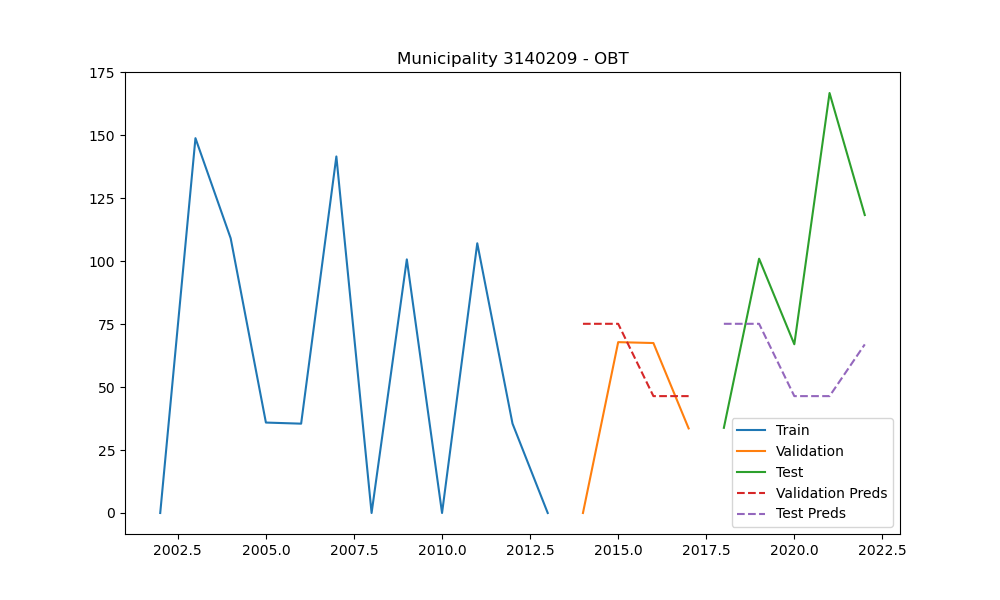 Municipality 3140209 - OBT
175
150
125
100
75
50
25
0
2002.5 2005.0 2007.5 2010.0 2012.5 2015.0 2017.5 2020.0 2022.5
Train
Validation
Test
Validation Preds
Test Preds